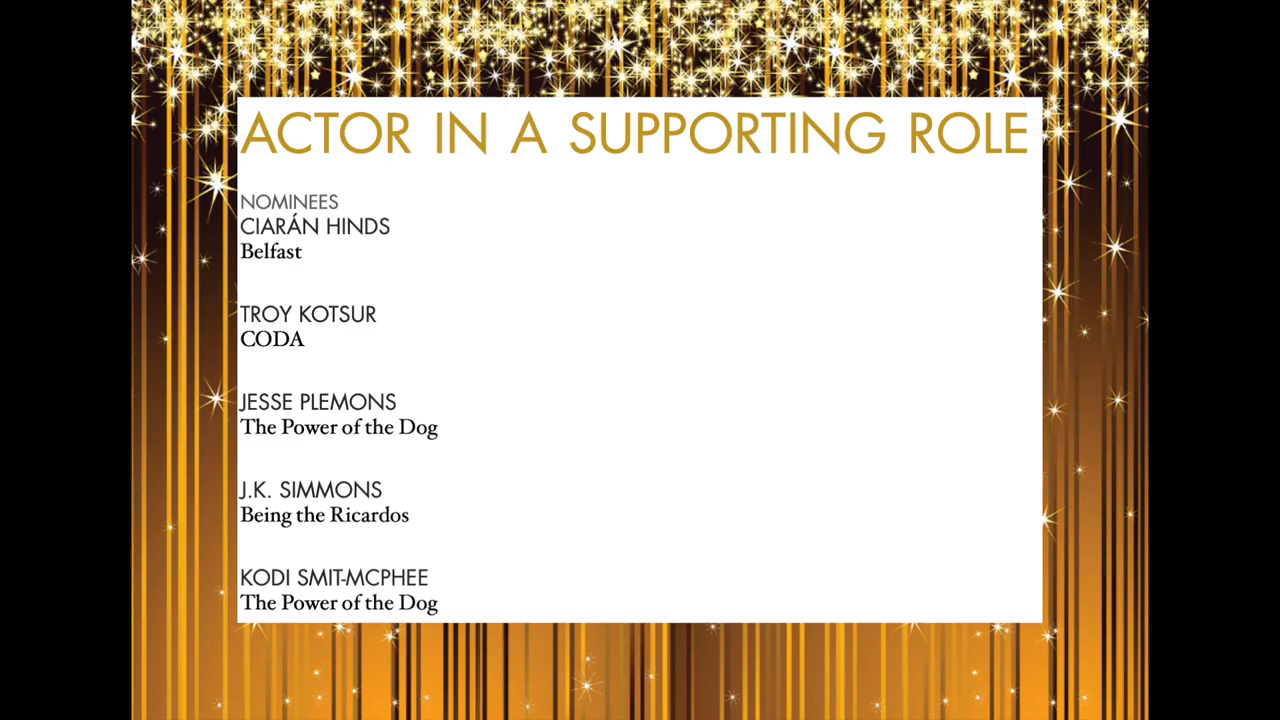 ACTOR IN A SUPPORTING ROLE
NOMINEES
CIARÁN HINDS
Belfast
TROY KOTSUR
CODA
JESSE PLEMONS
The Power of the Dog
J.K. SIMMONS
Being the Ricardos
KODI SMIT-MCPHEE
The Power of the Dog